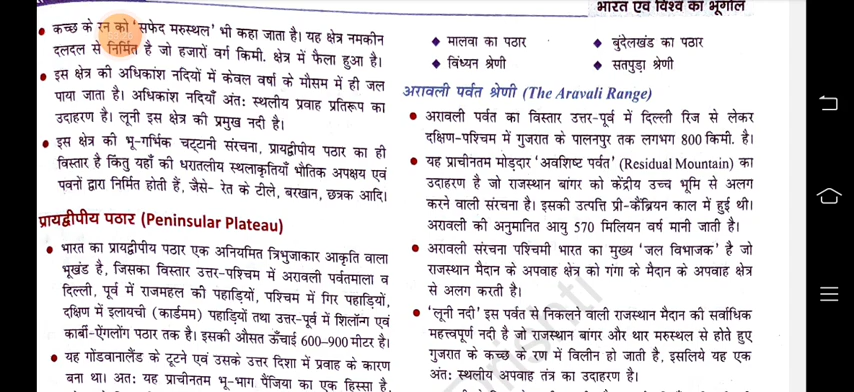 भारत एवं विश्व का भूगोल
• कच्छ के रन को 'सफेद मरुस्थल' भी कहा जाता है। यह क्षेत्र नमकीन
दलदल से निर्मित है जो हजारों वर्ग किमी. क्षेत्र में फैला हुआ है।
• इस क्षेत्र की अधिकांश नदियों में केवल वर्षा के मौसम में ही जल
पाया जाता है। अधिकांश नदियाँ अंतः स्थलीय प्रवाह प्रतिरूप का
उदाहरण है। लूनी इस क्षेत्र की प्रमुख नदी है।
• इस क्षेत्र की भू-गर्भिक चट्टानी संरचना, प्रायद्वीपीय पठार का ही
विस्तार है किंतु यहाँ की धरातलीय स्थलाकृतियाँ भौतिक अपक्षय एवं
पवनों द्वारा निर्मित होती हैं, जैसे- रेत के टीले, बरखान, छत्रक आदि।
प्रायद्वीपीय पठार (Peninsular Plateau)
• भारत का प्रायद्वीपीय पठार एक अनियमित त्रिभुजाकार आकृति वाला
भूखंड है, जिसका विस्तार उत्तर-पश्चिम में अरावली पर्वतमाला व
दिल्ली, पूर्व में राजमहल की पहाड़ियों, पश्चिम में गिर पहाड़ियों,
दक्षिण में इलायची (कार्डमम) पहाड़ियों तथा उत्तर-पूर्व में शिलॉन्ग एवं
कार्बी-ऐंगलोंग पठार तक है। इसकी औसत ऊँचाई 600-900 मीटर है।
• यह गोंडवानालैंड के टूटने एवं उसके उत्तर दिशा में प्रवाह के कारण
बना था। अतः यह प्राचीनतम भू-भाग पैंजिया का एक हिस्सा है,
♦ मालवा का पठार
♦ बुंदेलखंड का पठार
♦ विंध्यन श्रेणी
♦ सतपुड़ा श्रेणी
अरावली पर्वत श्रेणी (The Aravali Range)
• अरावली पर्वत का विस्तार उत्तर-पूर्व में दिल्ली रिज से लेकर
दक्षिण-पश्चिम में गुजरात के पालनपुर तक लगभग 800 किमी. है।
• यह प्राचीनतम मोड़दार 'अवशिष्ट पर्वत' (Residual Mountain) का
उदाहरण है जो राजस्थान बांगर को केंद्रीय उच्च भूमि से अलग
करने वाली संरचना है। इसकी उत्पत्ति प्री-कैंब्रियन काल में हुई थी।
अरावली की अनुमानित आयु 570 मिलियन वर्ष मानी जाती है।
• अरावली संरचना पश्चिमी भारत का मुख्य 'जल विभाजक' है जो
राजस्थान मैदान के अपवाह क्षेत्र को गंगा के मैदान के अपवाह क्षेत्र
से अलग करती है।
• 'लूनी नदी' इस पर्वत से निकलने वाली राजस्थान मैदान की सर्वाधिक
महत्त्वपूर्ण नदी है जो राजस्थान बांगर और थार मरुस्थल से होते हुए
गुजरात के कच्छ के रण में विलीन हो जाती है, इसलिये यह एक
अंतः स्थलीय अपवाह तंत्र का उदाहरण है।